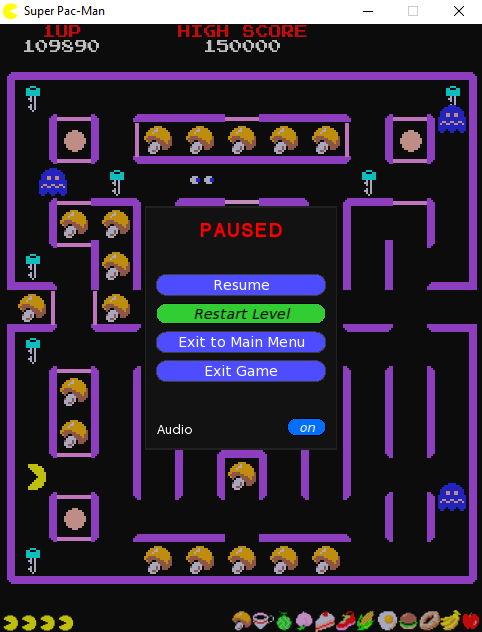 Super Pac-Man
1UP HIGH SCORE
109890 150000
PAUSED
Resume
Restart Level
Exit to Main Menu
Exit Game
Audio on